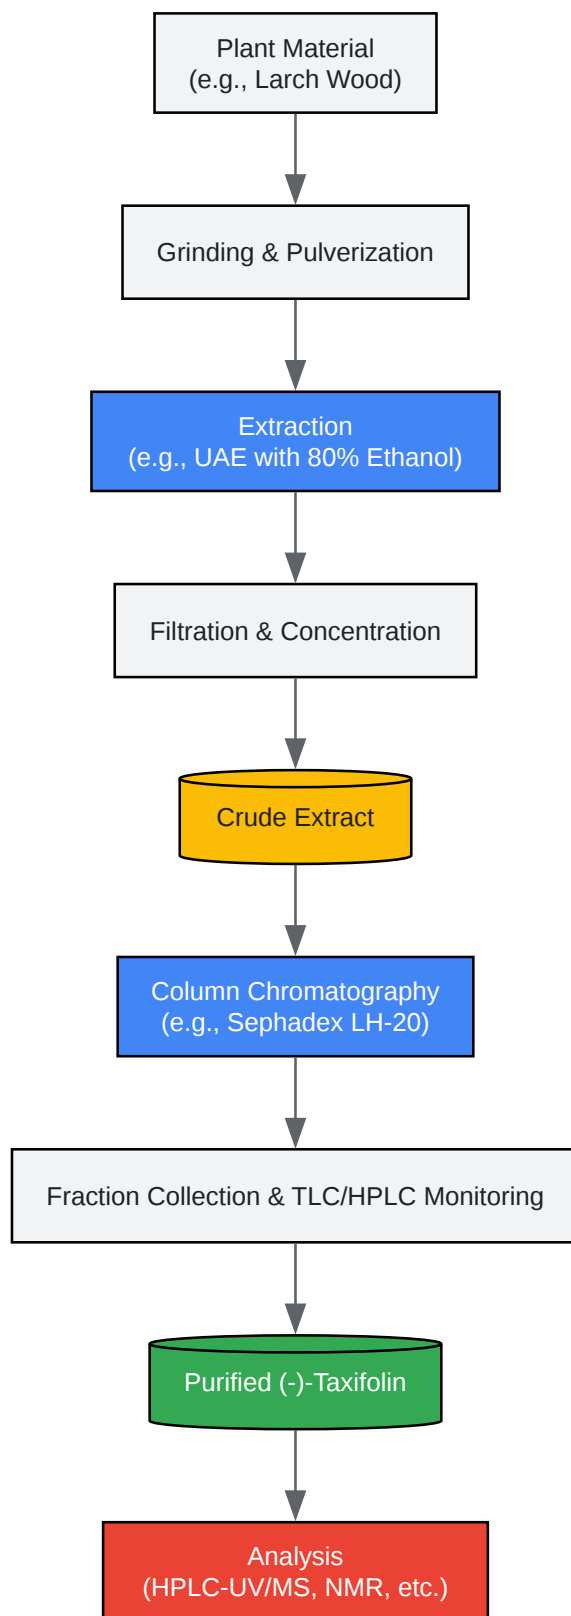 Plant Material
(e.g., Larch Wood)
Grinding & Pulverization
Extraction
(e.g., UAE with 80% Ethanol)
Filtration & Concentration
Crude Extract
Column Chromatography
(e.g., Sephadex LH-20)
Fraction Collection & TLC/HPLC Monitoring
Purified (-)-Taxifolin
Analysis
(HPLC-UV/MS, NMR, etc.)